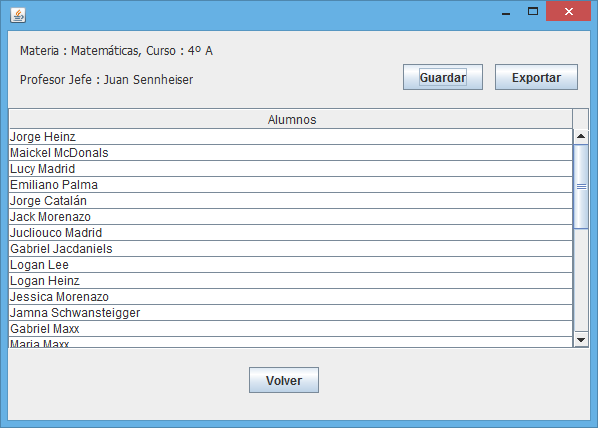 Materia : Matemáticas, Curso : 4º A
Profesor Jefe : Juan Sennheiser
Guardar Exportar
Alumnos
Jorge Heinz
Maickel McDonals
Lucy Madrid
Emiliano Palma
Jorge Catalán
Jack Morenazo
Jucliouco Madrid
Gabriel Jacdaniels
Logan Lee
Logan Heinz
Jessica Morenazo
Jamna Schwansteigger
Gabriel Maxx
Maria Maxx
Volver